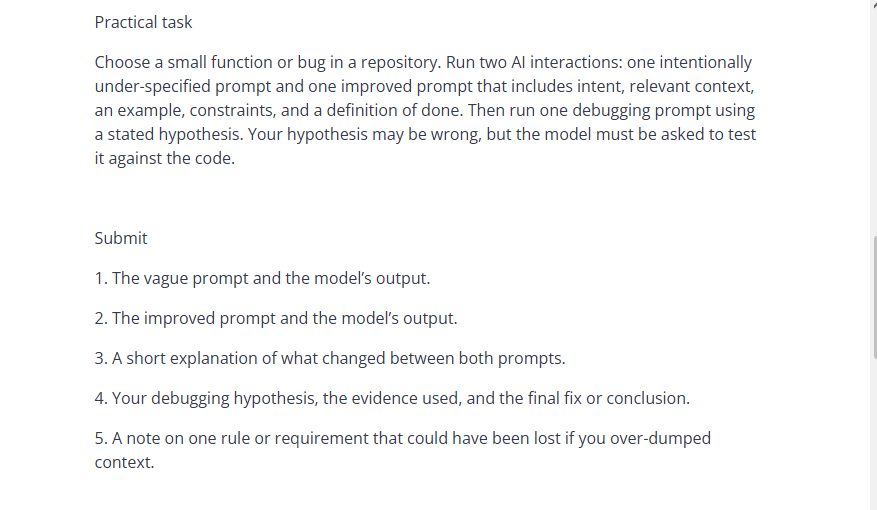 Practical task
Choose a small function or bug in a repository. Run two AI interactions: one intentionally
under-specified prompt and one improved prompt that includes intent, relevant context,
an example, constraints, and a definition of done. Then run one debugging prompt using
a stated hypothesis. Your hypothesis may be wrong, but the model must be asked to test
it against the code.
Submit
1. The vague prompt and the model’s output.
2. The improved prompt and the model’s output.
3. A short explanation of what changed between both prompts.
4. Your debugging hypothesis, the evidence used, and the final fix or conclusion.
5. A note on one rule or requirement that could have been lost if you over-dumped
context.